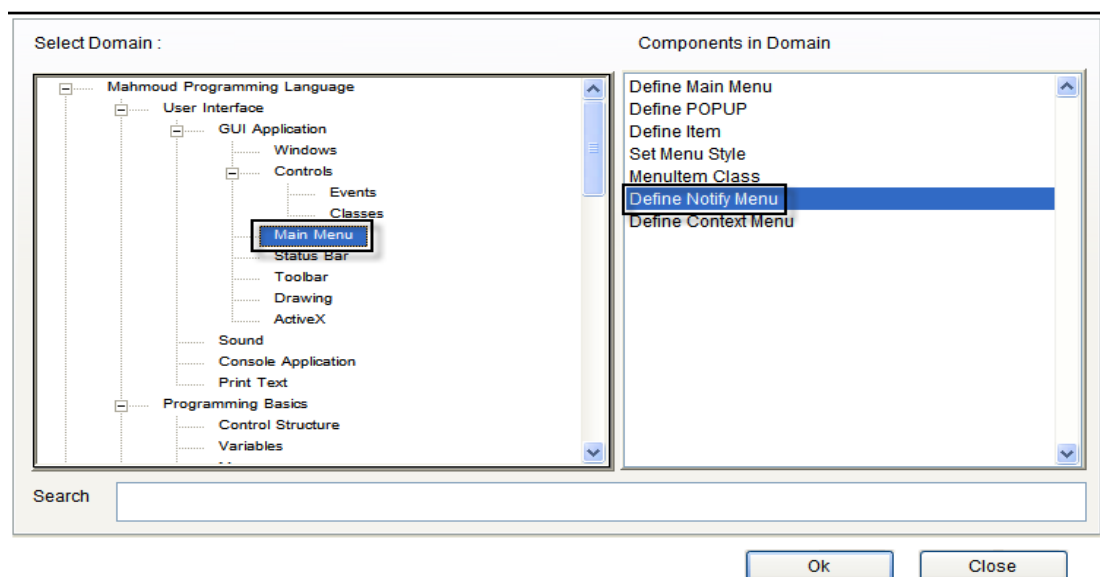 Select Domain :
Components in Domain
Mahmoud Programming Language
User Interface
GUI Application
Windows
Controls
Events
Classes
Main Menu
Status Bar
Toolbar
Drawing
ActiveX
Sound
Console Application
Print Text
Programming Basics
Control Structure
Variables
Define Main Menu
Define POPUP
Define Item
Set Menu Style
MenuItem Class
Define Notify Menu
Define Context Menu
Search
Ok
Close